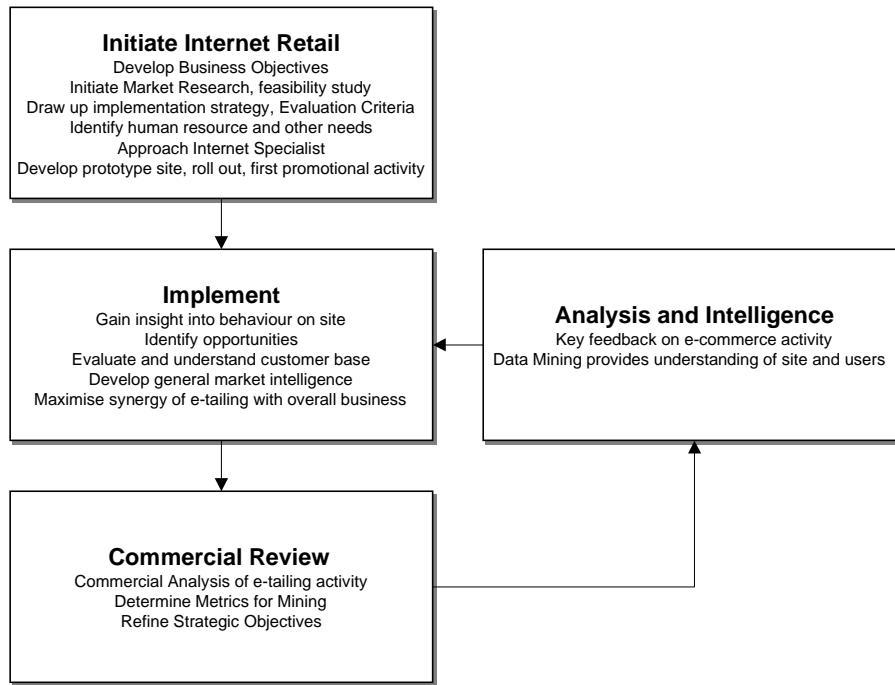 Initiate Internet Retail
Develop Business Objectives
Initiate Market Research, feasibility study
Draw up implementation strategy, Evaluation Criteria
Identify human resource and other needs
Approach Internet Specialist
Develop prototype site, roll out, first promotional activity
Implement
Gain insight into behaviour on site
Identify opportunities
Evaluate and understand customer base
Develop general market intelligence
Maximise synergy of e-tailing with overall business
Analysis and Intelligence
Key feedback on e-commerce activity
Data Mining provides understanding of site and users
Commercial Review
Commercial Analysis of e-tailing activity
Determine Metrics for Mining
Refine Strategic Objectives